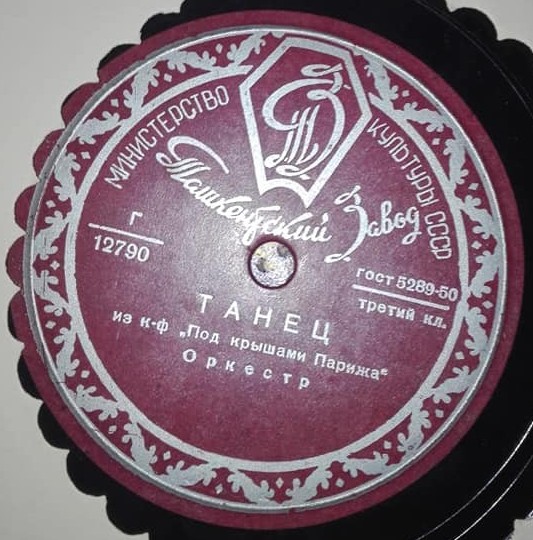 МИНИСТЕРСТВО КУЛЬТУРЫ СССР
Ташкентский Завод
Г
12790
ГОСТ 5289-50
третий кл.
ТАНЕЦ
из к-ф „Под крышами Парижа"
Оркестр